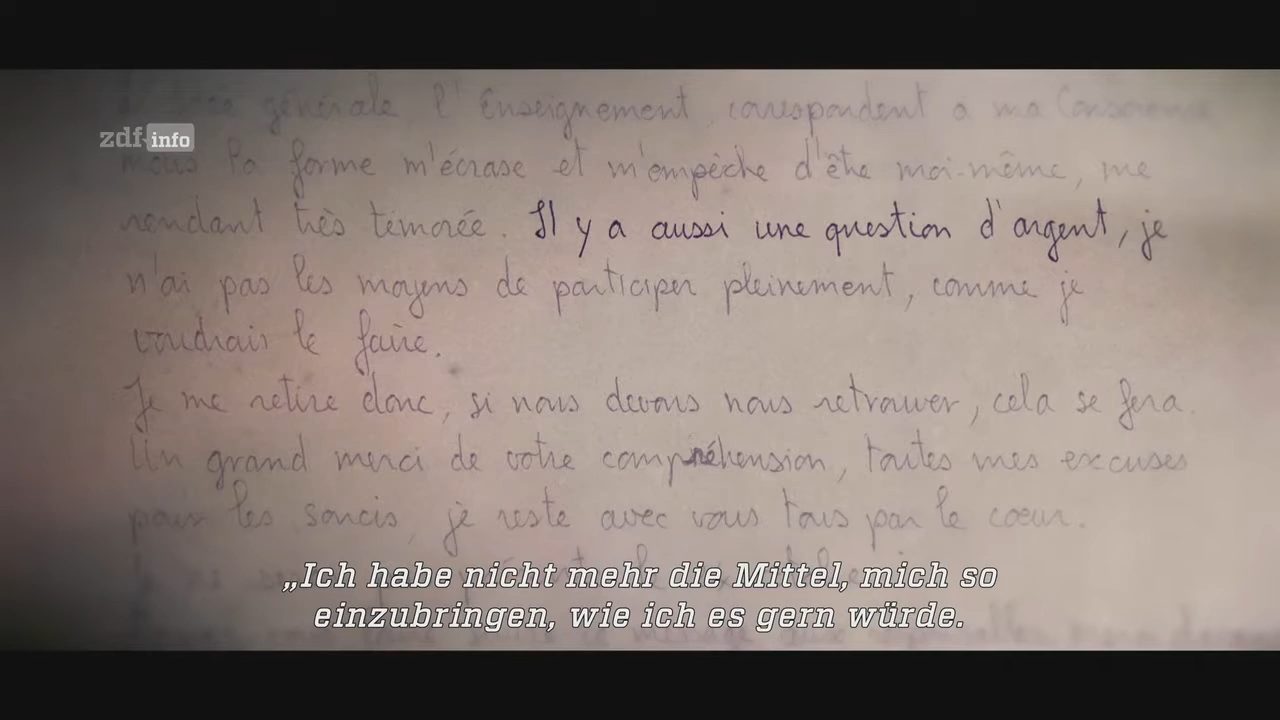 générale l'Enseignement correspondent a ma Conscience
zdf info
mais la forme m'écrase et m'empêche d'être moi-même, me
rendant très timorée. Il y a aussi une question d'argent, je
n'ai pas les moyens de participer pleinement, comme je
voudrais le faire.
Je me retire donc, si nous devons nous retrouver, cela se fera.
Un grand merci de votre compréhension, toutes mes excuses
pour les soucis, je reste avec vous tous par le cœur.
„Ich habe nicht mehr die Mittel, mich so
einzubringen, wie ich es gern würde.